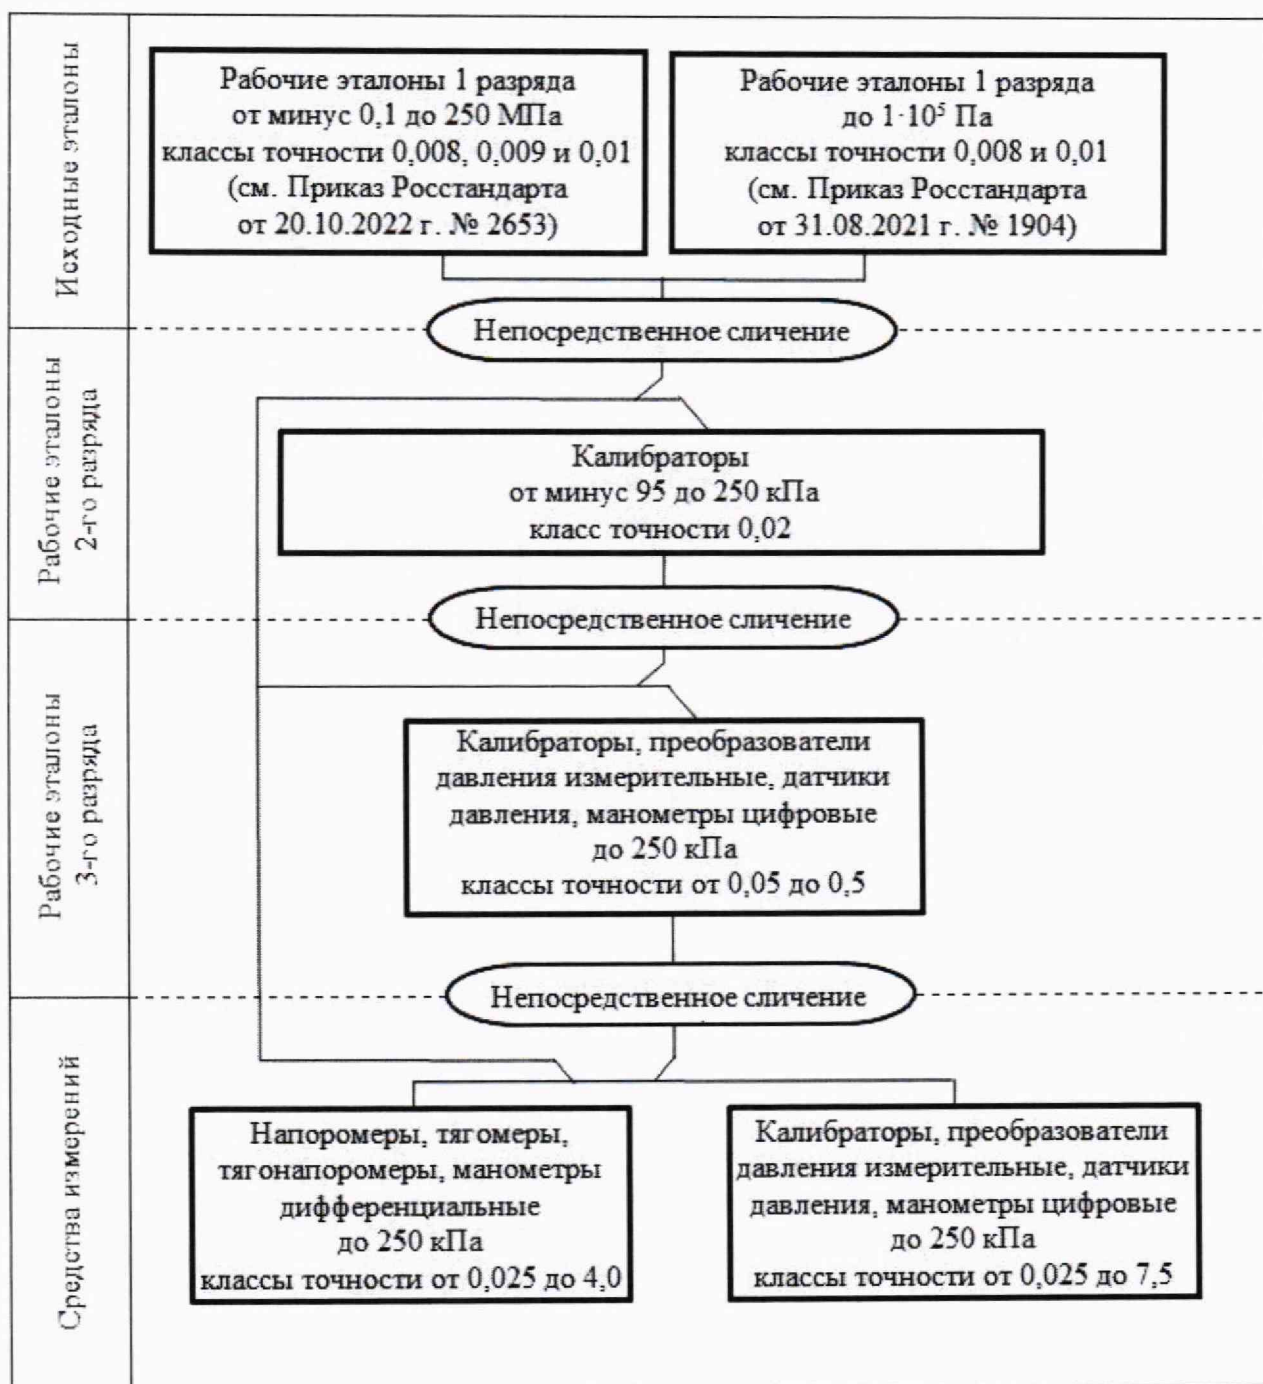 Исходные эталоны
Рабочие эталоны 1 разряда
от минус 0,1 до 250 МПа
классы точности 0,008, 0,009 и 0,01
(см. Приказ Росстандарта
от 20.10.2022 г. № 2653)
Рабочие эталоны 1 разряда
до 1·10⁵ Па
классы точности 0,008 и 0,01
(см. Приказ Росстандарта
от 31.08.2021 г. № 1904)
Непосредственное сличение
Рабочие эталоны
2-го разряда
Калибраторы
от минус 95 до 250 кПа
класс точности 0,02
Непосредственное сличение
Рабочие эталоны
3-го разряда
Калибраторы, преобразователи
давления измерительные, датчики
давления, манометры цифровые
до 250 кПа
классы точности от 0,05 до 0,5
Непосредственное сличение
Средства измерений
Напоромеры, тягомеры,
тягонапоромеры, манометры
дифференциальные
до 250 кПа
классы точности от 0,025 до 4,0
Калибраторы, преобразователи
давления измерительные, датчики
давления, манометры цифровые
до 250 кПа
классы точности от 0,025 до 7,5